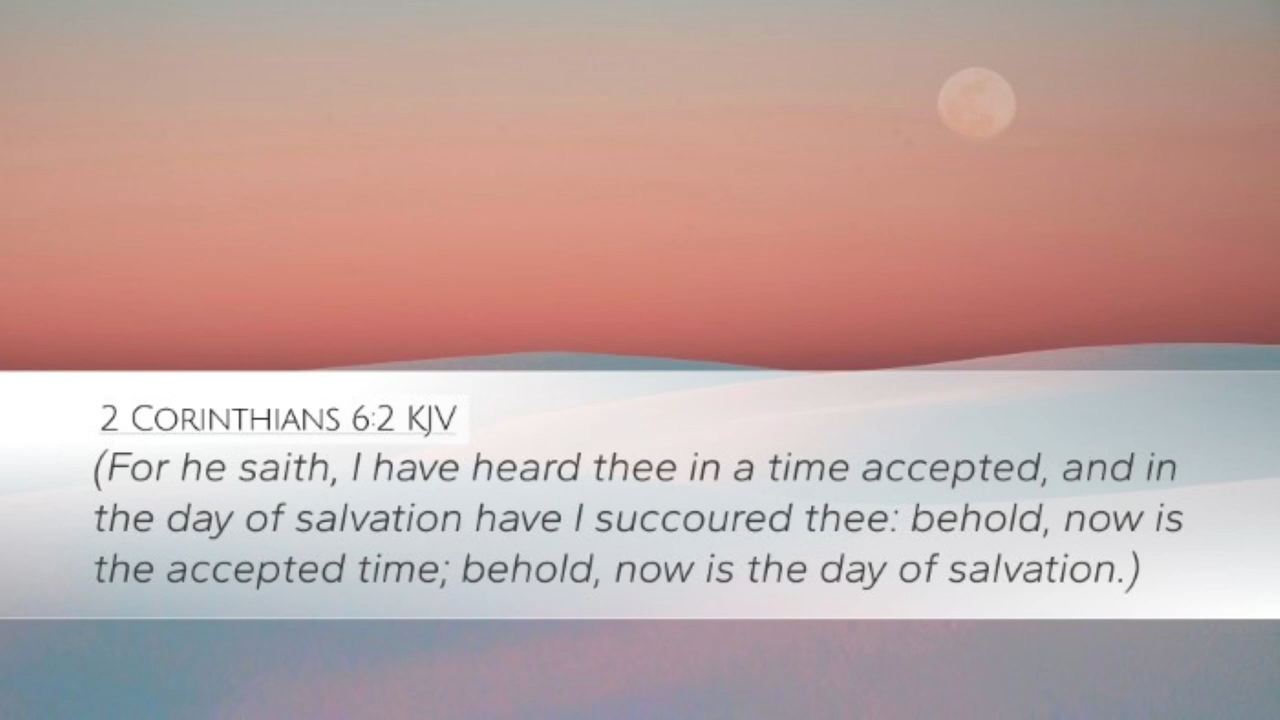 2 Corinthians 6:2 KJV
(For he saith, I have heard thee in a time accepted, and in
the day of salvation have I succoured thee: behold, now is
the accepted time; behold, now is the day of salvation.)